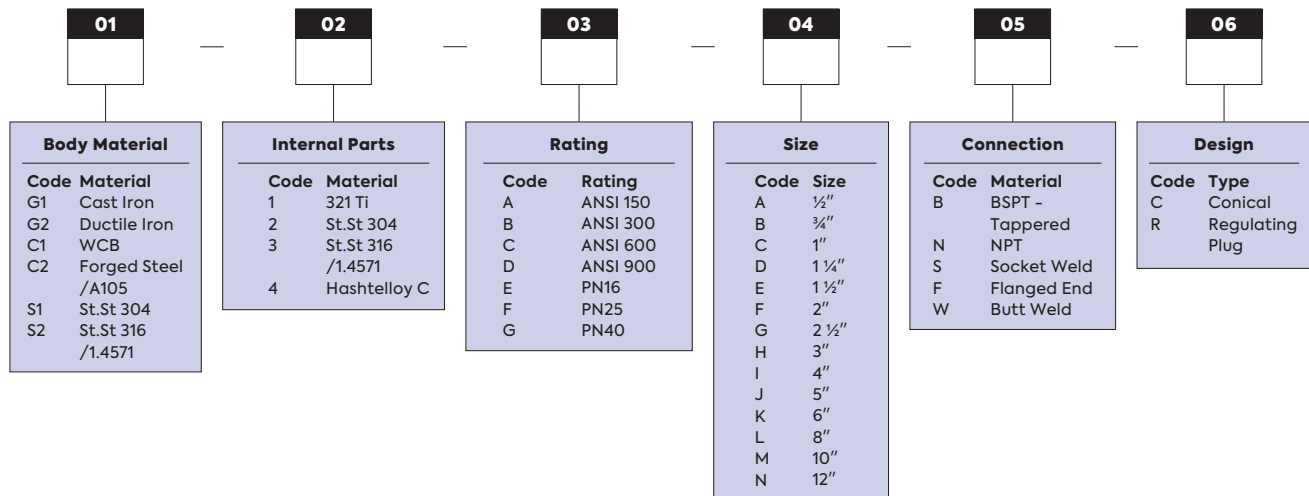 01
02
03
04
05
06
Body Material
Code Material
G1 Cast Iron
G2 Ductile Iron
C1 WCB
C2 Forged Steel
/A105
S1 St.St 304
S2 St.St 316
/1.4571
Internal Parts
Code Material
1 321 Ti
2 St.St 304
3 St.St 316
/1.4571
4 Hashtelloy C
Rating
Code Rating
A ANSI 150
B ANSI 300
C ANSI 600
D ANSI 900
E PN16
F PN25
G PN40
Size
Code Size
A ½″
B ¾″
C 1″
D 1 ¼″
E 1 ½″
F 2″
G 2 ½″
H 3″
I 4″
J 5″
K 6″
L 8″
M 10″
N 12″
Connection
Code Material
B BSPT -
Tappered
N NPT
S Socket Weld
F Flanged End
W Butt Weld
Design
Code Type
C Conical
R Regulating
Plug